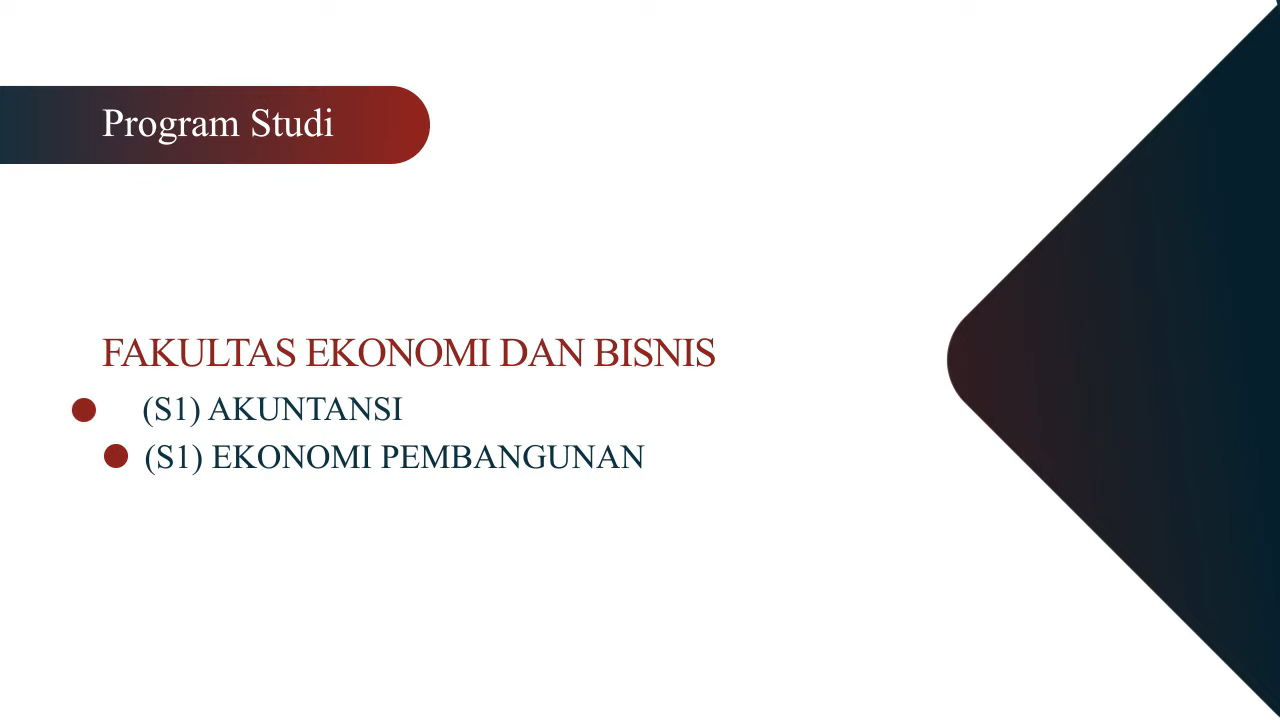 Program Studi
FAKULTAS EKONOMI DAN BISNIS
(S1) AKUNTANSI
(S1) EKONOMI PEMBANGUNAN